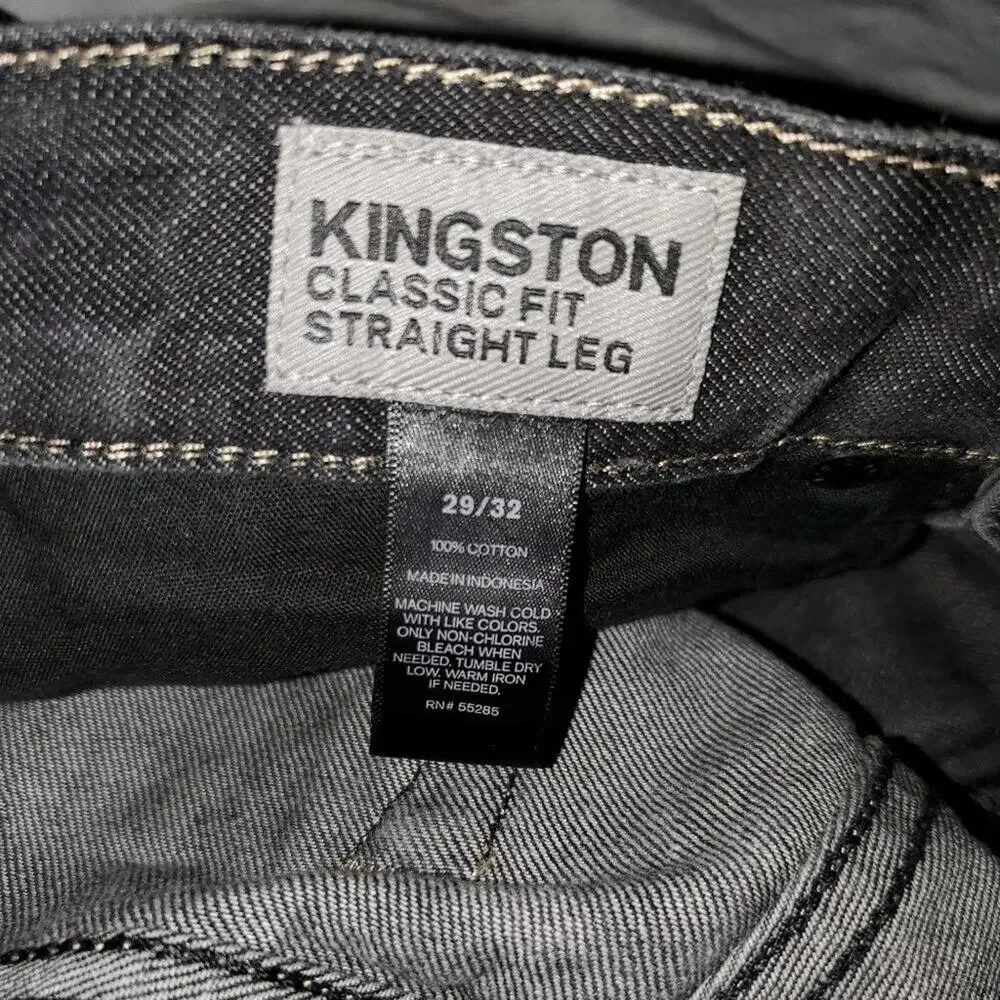 KINGSTON
CLASSIC FIT
STRAIGHT LEG
29/32
100% COTTON
MADE IN INDONESIA
MACHINE WASH COLD
WITH LIKE COLORS.
ONLY NON-CHLORINE
BLEACH WHEN
NEEDED. TUMBLE DRY
LOW. WARM IRON
IF NEEDED.
RN# 55285